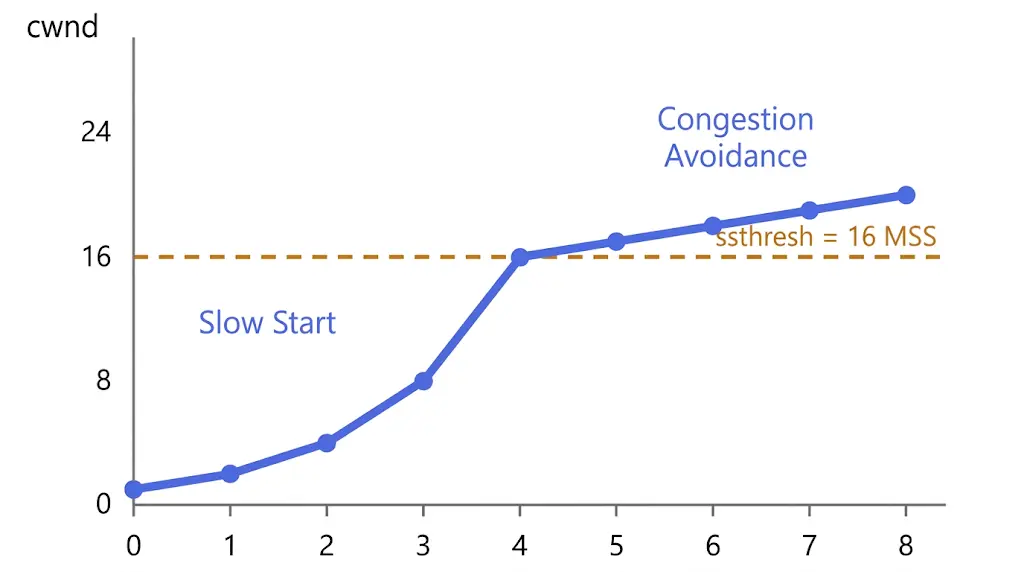 cwnd
24
Congestion
Avoidance
ssthresh = 16 MSS
16
Slow Start
8
0
0 1 2 3 4 5 6 7 8